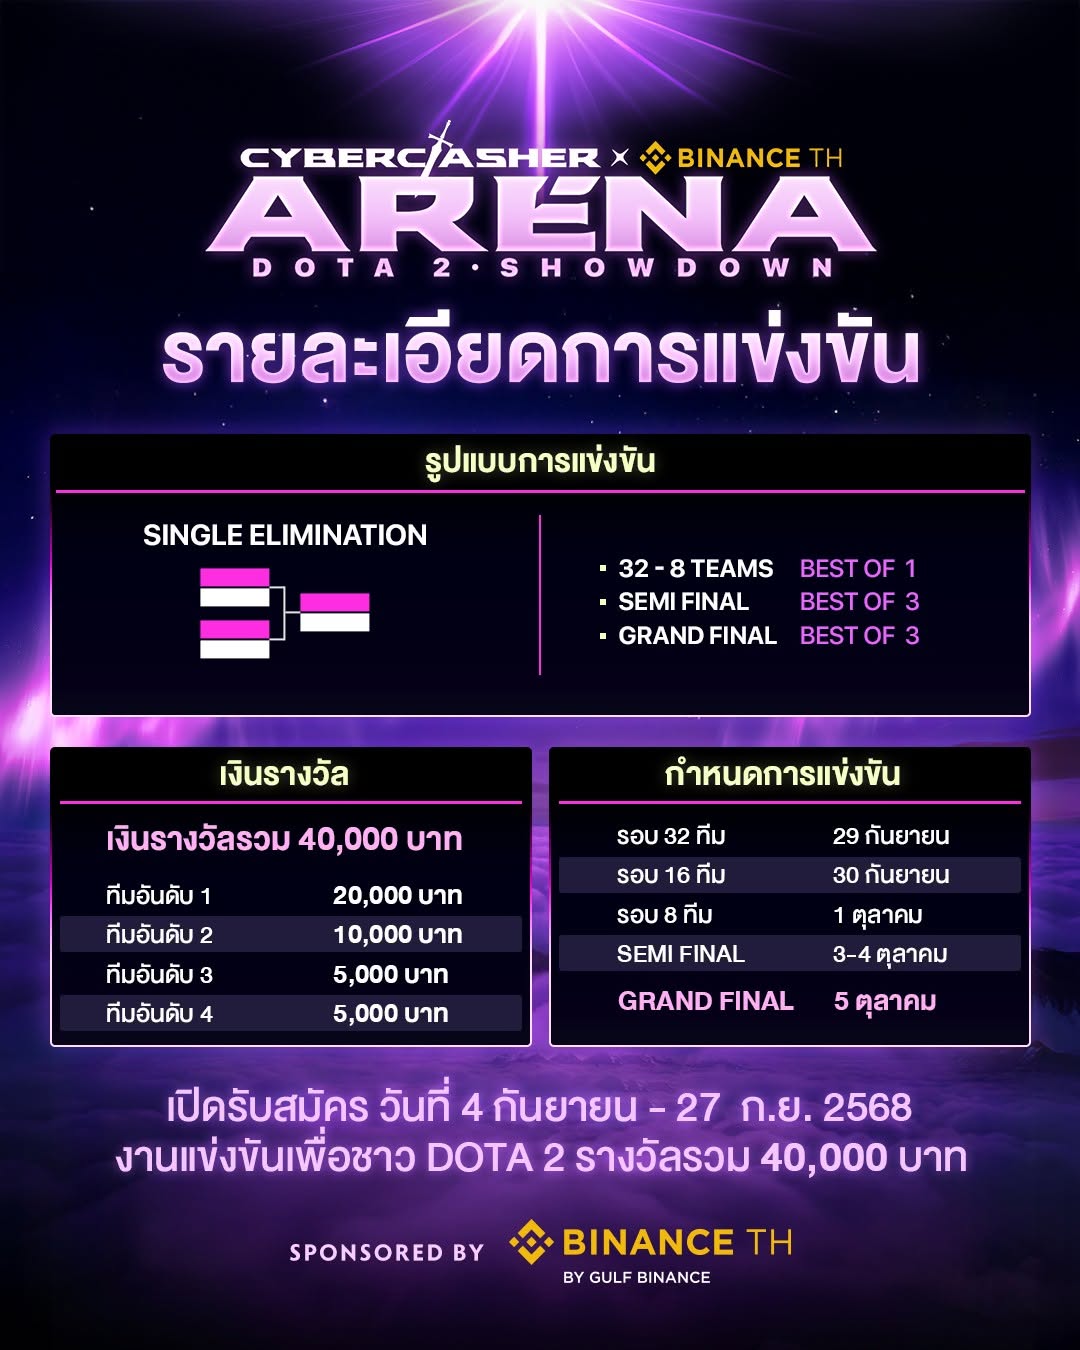 CYBERCLASHER × BINANCE TH
ARENA
DOTA 2 · SHOWDOWN
รายละเอียดการแข่งขัน
รูปแบบการแข่งขัน
SINGLE ELIMINATION
32 - 8 TEAMS BEST OF 1
SEMI FINAL BEST OF 3
GRAND FINAL BEST OF 3
เงินรางวัล
เงินรางวัลรวม 40,000 บาท
ทีมอันดับ 1 20,000 บาท
ทีมอันดับ 2 10,000 บาท
ทีมอันดับ 3 5,000 บาท
ทีมอันดับ 4 5,000 บาท
กำหนดการแข่งขัน
รอบ 32 ทีม 29 กันยายน
รอบ 16 ทีม 30 กันยายน
รอบ 8 ทีม 1 ตุลาคม
SEMI FINAL 3-4 ตุลาคม
GRAND FINAL 5 ตุลาคม
เปิดรับสมัคร วันที่ 4 กันยายน - 27 ก.ย. 2568
งานแข่งขันเพื่อชาว DOTA 2 รางวัลรวม 40,000 บาท
SPONSORED BY BINANCE TH
BY GULF BINANCE